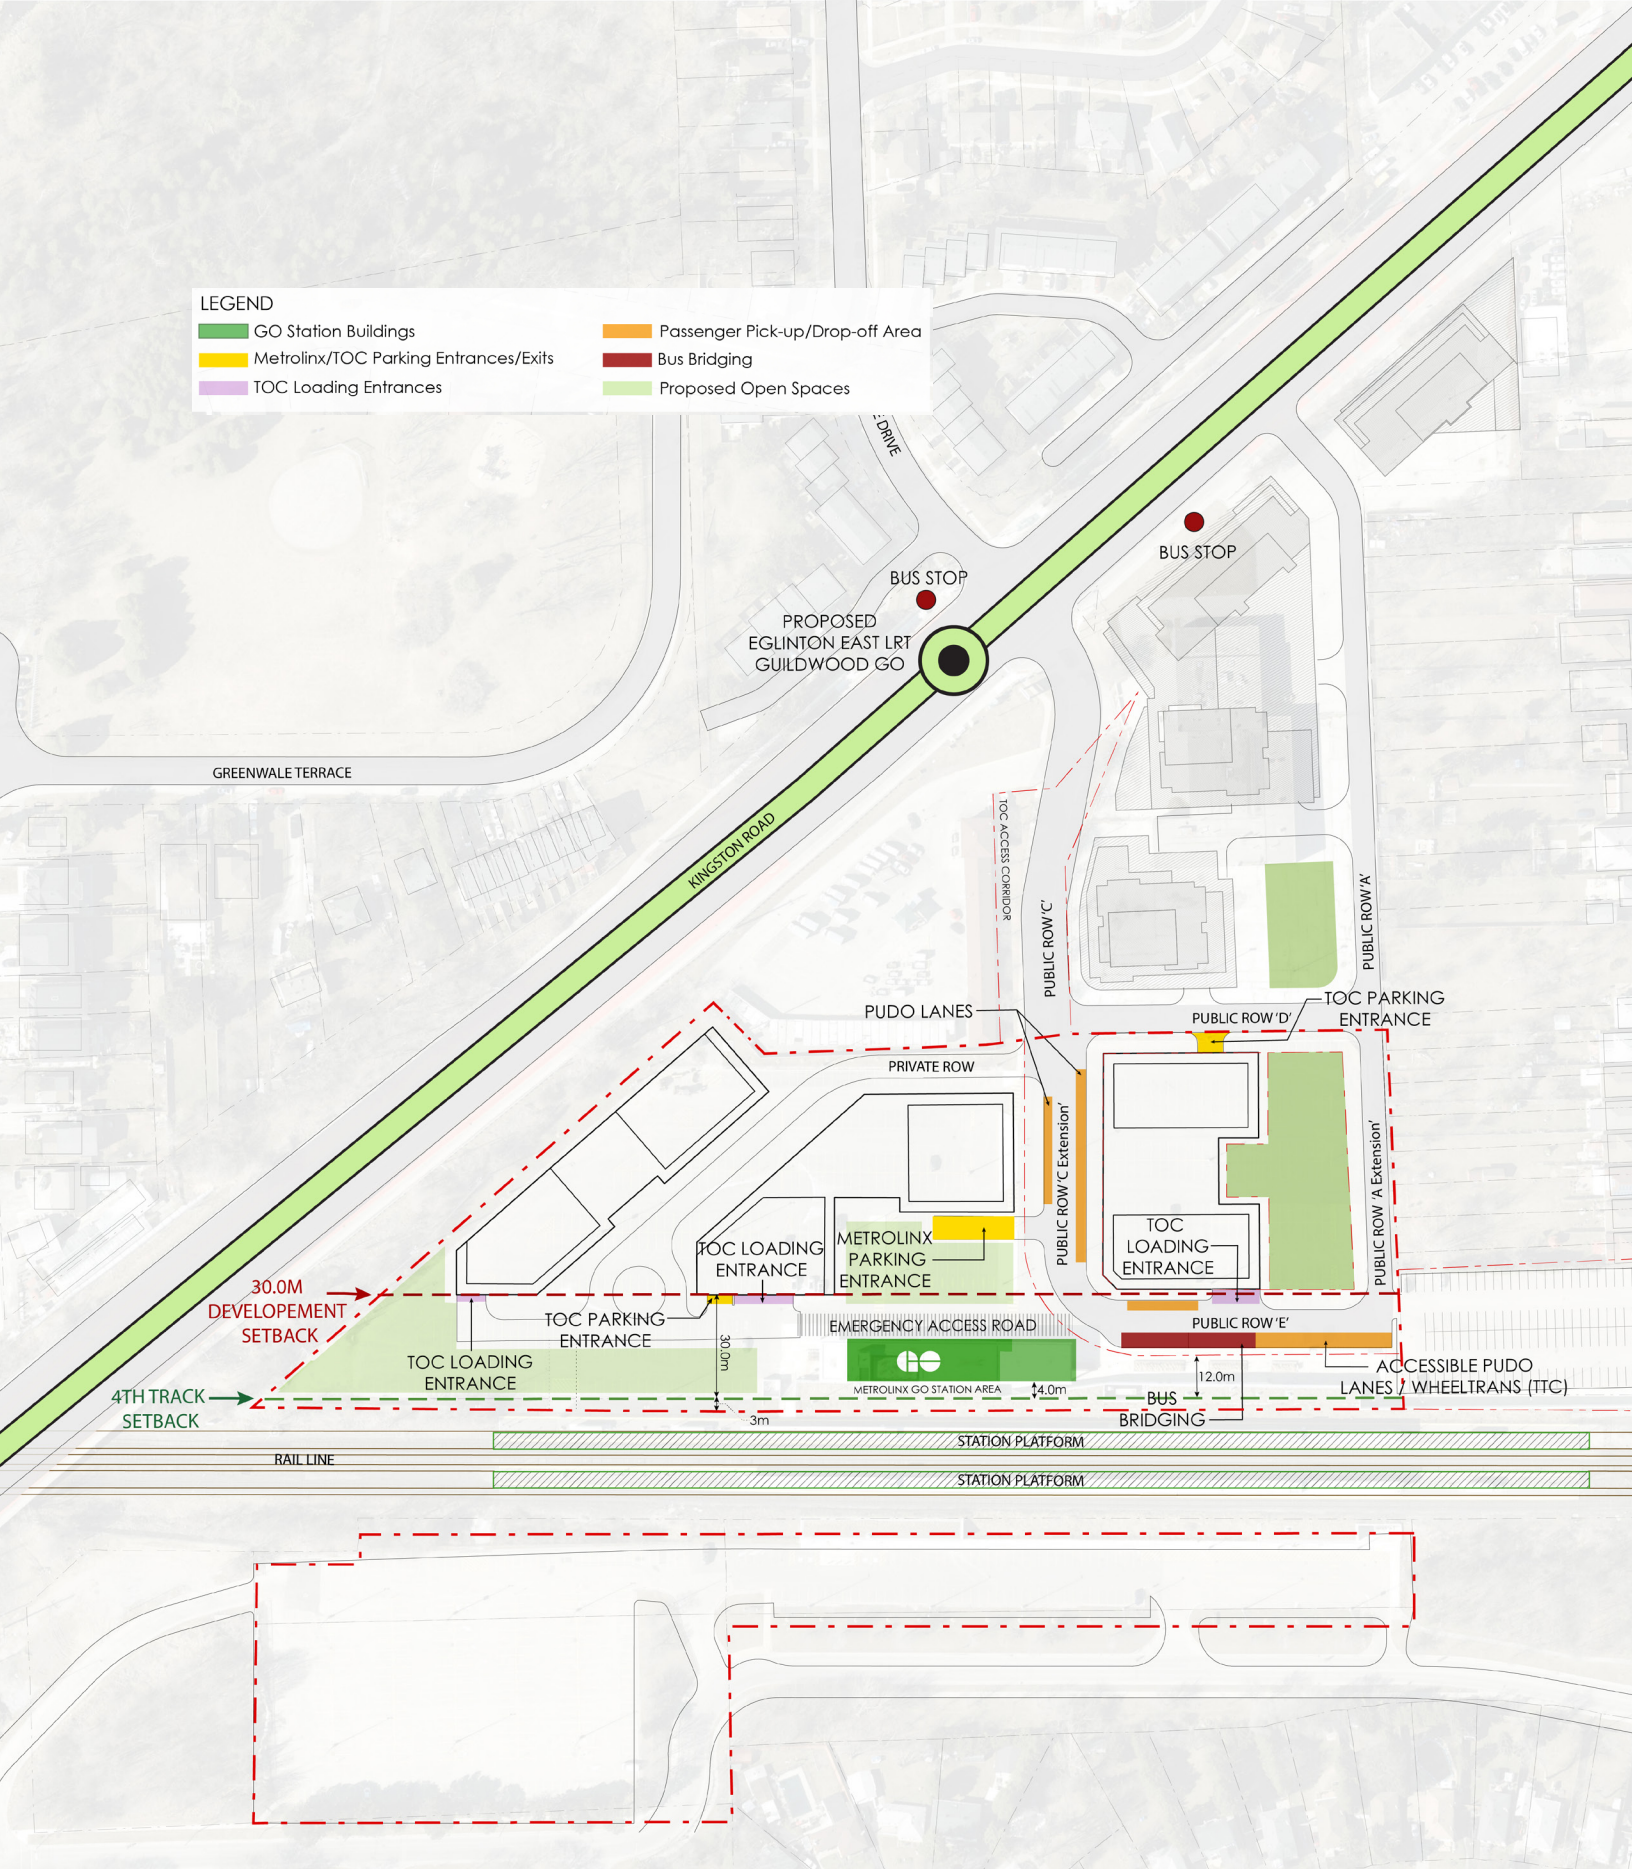 LEGEND
GO Station Buildings
Metrolinx/TOC Parking Entrances/Exits
TOC Loading Entrances
Passenger Pick-up/Drop-off Area
Bus Bridging
Proposed Open Spaces
DRIVE
BUS STOP
BUS STOP
PROPOSED
EGLINTON EAST LRT
GUILDWOOD GO
GREENWALE TERRACE
KINGSTON ROAD
TOC ACCESS CORRIDOR
PUBLIC ROW 'C'
PUBLIC ROW 'A'
PUDO LANES
TOC PARKING
ENTRANCE
PUBLIC ROW 'D'
PRIVATE ROW
PUBLIC ROW 'C Extension'
PUBLIC ROW 'A Extension'
TOC
LOADING
ENTRANCE
TOC LOADING
ENTRANCE
METROLINX
PARKING
ENTRANCE
30.0M
DEVELOPEMENT
SETBACK
TOC PARKING
ENTRANCE
EMERGENCY ACCESS ROAD
PUBLIC ROW 'E'
30.0m
TOC LOADING
ENTRANCE
GO
METROLINX GO STATION AREA
4.0m
12.0m
ACCESSIBLE PUDO
LANES / WHEELTRANS (TTC)
BUS
BRIDGING
4TH TRACK
SETBACK
3m
STATION PLATFORM
RAIL LINE
STATION PLATFORM